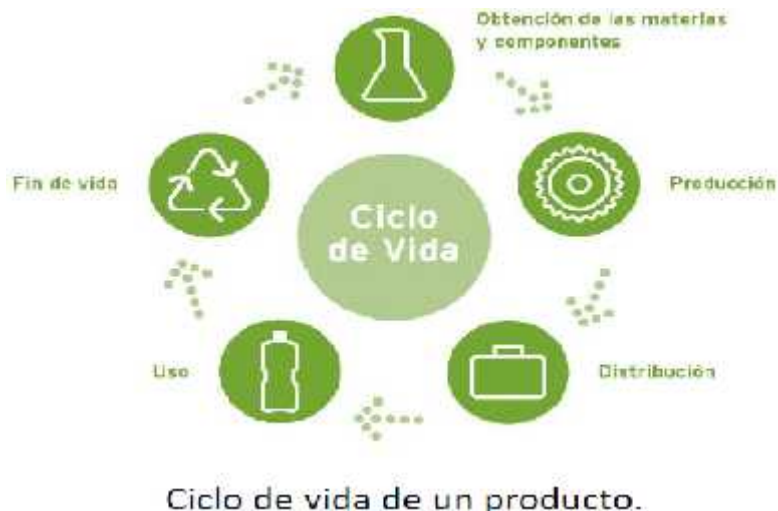 Obtención de las materias
y componentes
Fin de vida
Producción
Ciclo
de Vida
Uso
Distribución
Ciclo de vida de un producto.